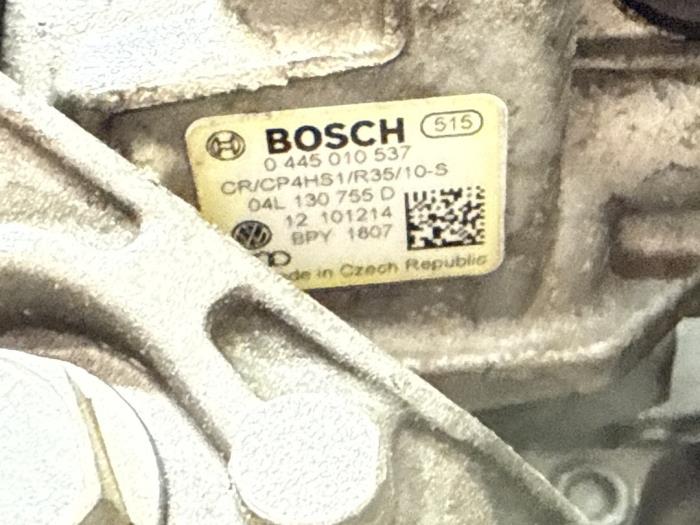 BOSCH 515
0 445 010 537
CR/CP4HS1/R35/10-S
04L 130 755 D
12 101214
BPY 1807
in Czech Republic